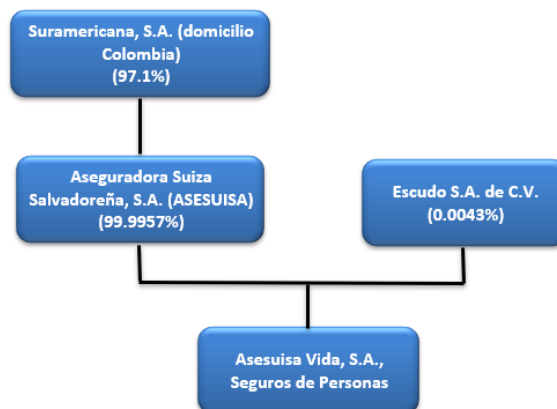 Suramericana, S.A. (domicilio
Colombia)
(97.1%)
Aseguradora Suiza
Salvadoreña, S.A. (ASESUISA)
(99.9957%)
Escudo S.A. de C.V.
(0.0043%)
Asesuisa Vida, S.A.,
Seguros de Personas